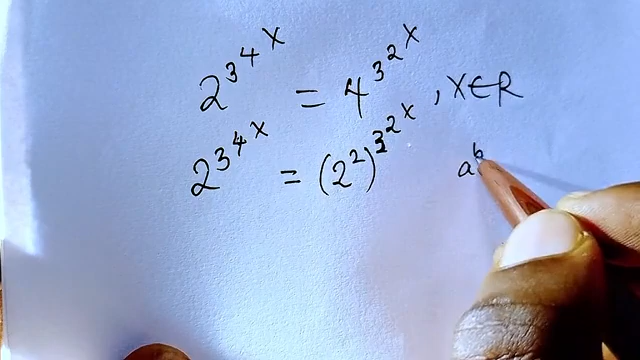 2^{3^{4^x}} = 4^{3^{2^x}}, x∈R
2^{3^{4^x}} = (2^2)^{3^{2^x}} a^b